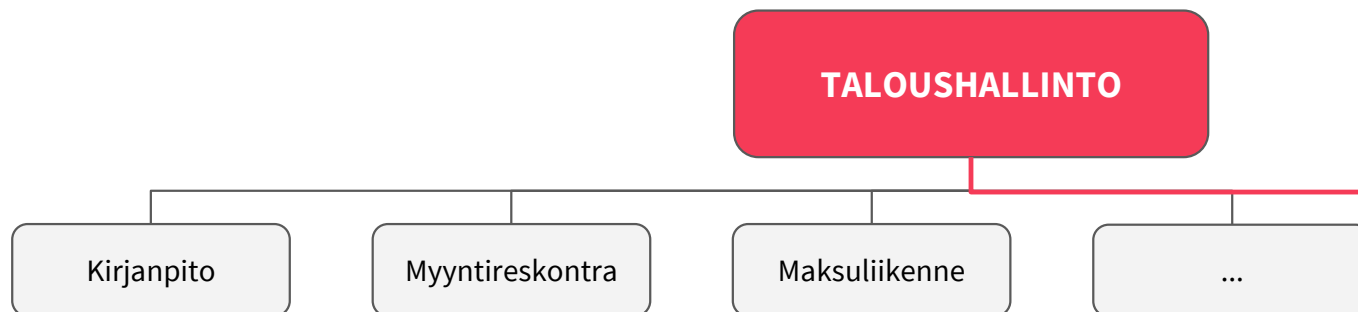 TALOUSHALLINTO
Kirjanpito
Myyntireskontra
Maksuliikenne
...